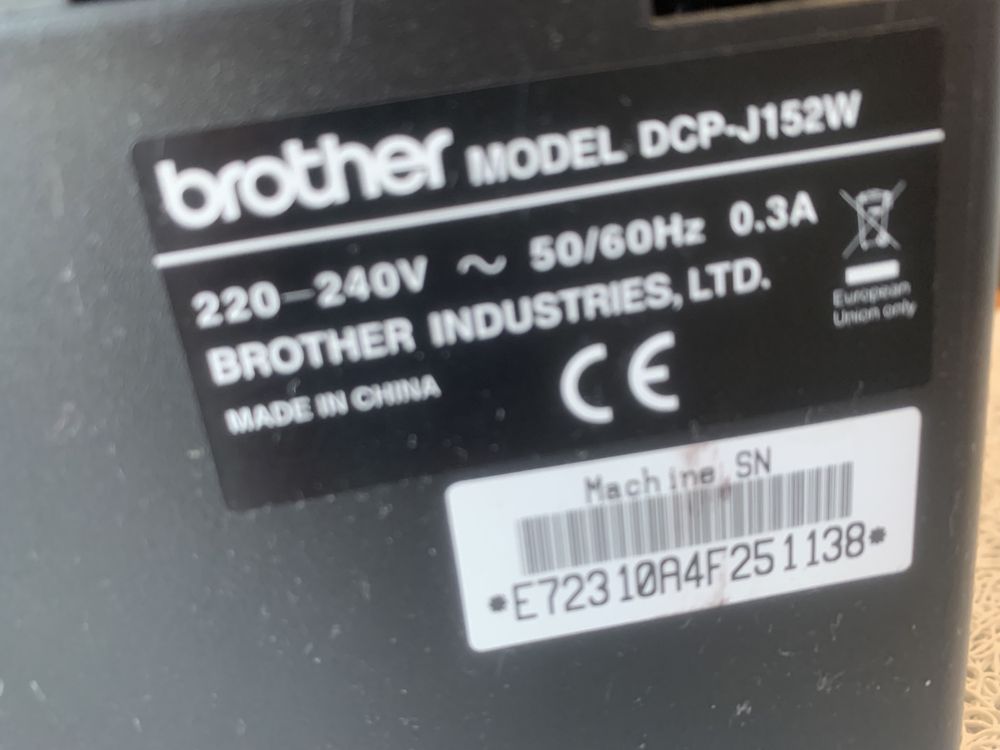 brother MODEL DCP-J152W
220-240V ~ 50/60Hz 0.3A
BROTHER INDUSTRIES, LTD.
MADE IN CHINA
CE
European
Union only
Machine SN
*E72310A4F251138*